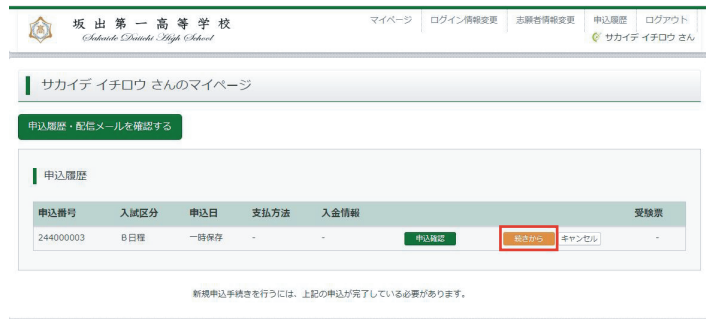 坂出第一高等学校
Sakaide Daiichi High School
マイページ ログイン情報変更 志願者情報変更 申込履歴 ログアウト
サカイデ イチロウ さん
サカイデ イチロウ さんのマイページ
申込履歴・配信メールを確認する
申込履歴
申込番号 入試区分 申込日 支払方法 入金情報 受験票
244000003 B日程 一時保存 - - 申込確認 続きから キャンセル -
新規申込手続きを行うには、上記の申込が完了している必要があります。